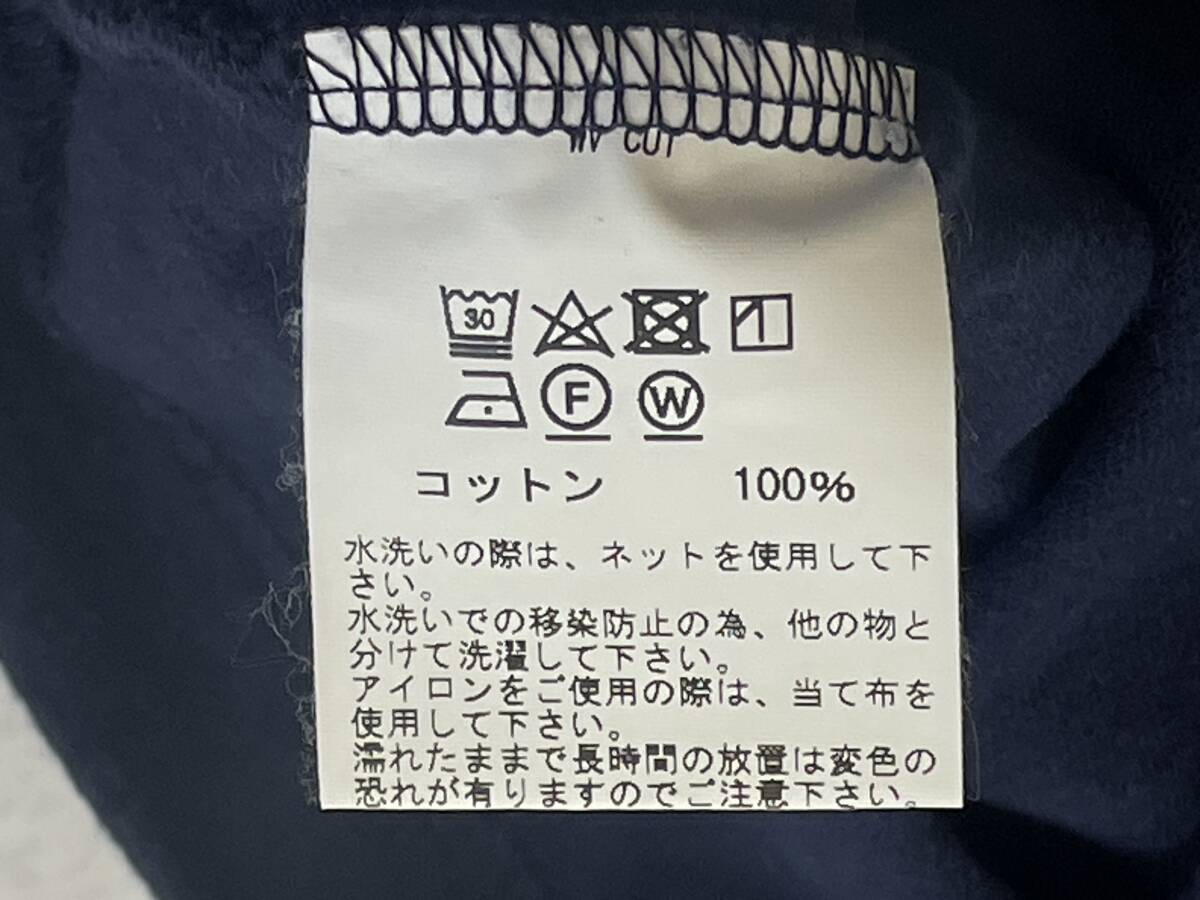 WV CUT
30
F W
コットン 100%
水洗いの際は、ネットを使用して下
さい。
水洗いでの移染防止の為、他の物と
分けて洗濯して下さい。
アイロンをご使用の際は、当て布を
使用して下さい。
濡れたままで長時間の放置は変色の
恐れが有りますのでご注意下さい。